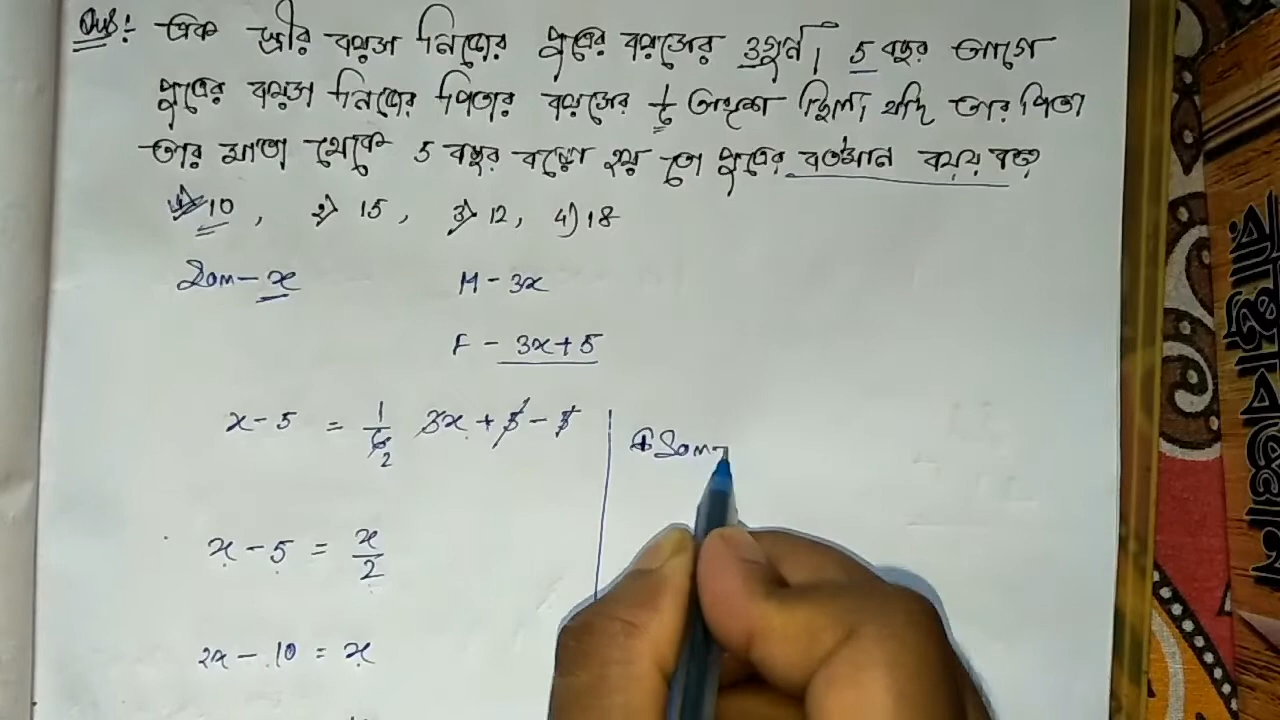 Qus: এক স্ত্রীর বয়স নিজের পুত্রের বয়সের 3গুন। 5 বছর আগে
পুত্রের বয়স নিজের পিতার বয়সের 1/6 অংশ ছিল, যদি তার পিতা
তার মাতা থেকে 5 বছর বড়ো হয় তো পুত্রের বর্তমান বয়স কত
1) 10, 2) 15, 3) 12, 4) 18
Son - x M - 3x
F - 3x+5
x - 5 = 1/6 3x + 5 - 5
2
Son -
x - 5 = x/2
2x - 10 = x